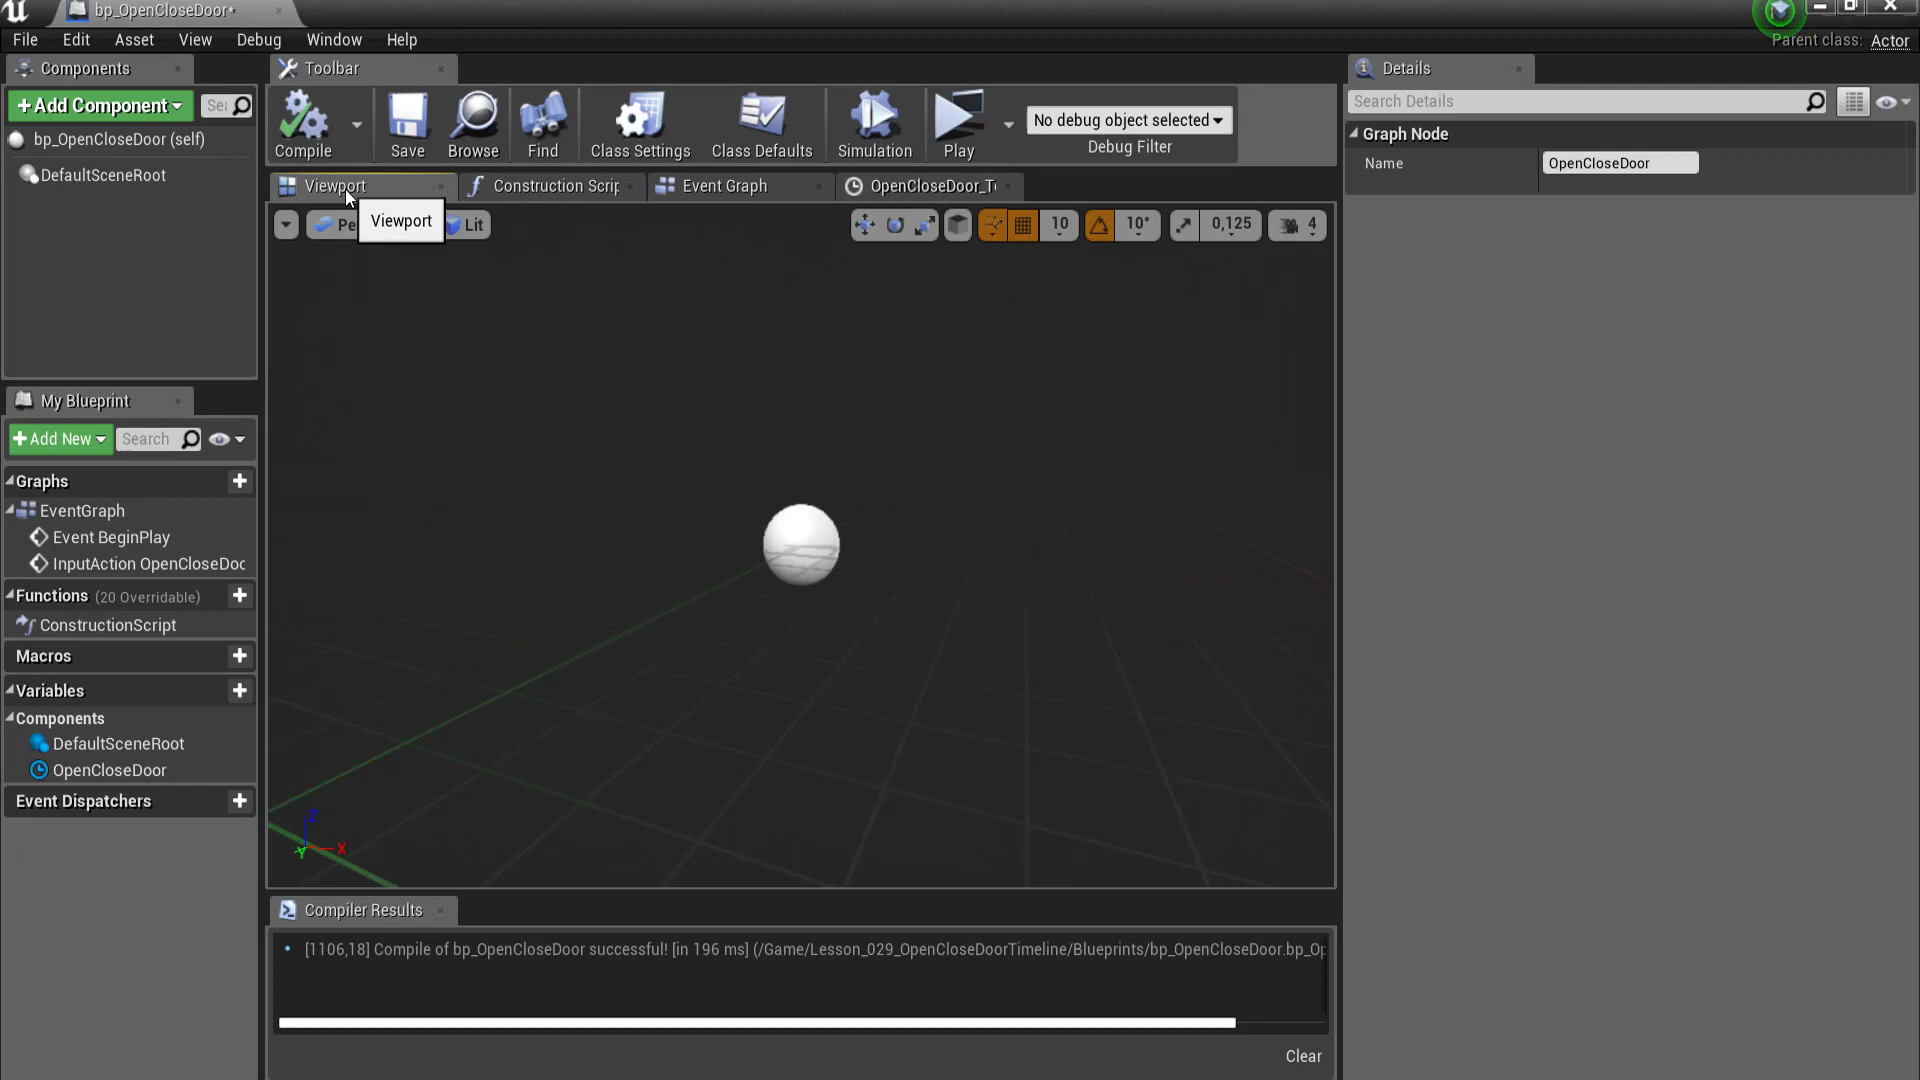 bp_OpenCloseDoor*
File Edit Asset View Debug Window Help
Parent class: Actor
Components
+Add Component
Sea
bp_OpenCloseDoor (self)
DefaultSceneRoot
Toolbar
Compile
Save
Browse
Find
Class Settings
Class Defaults
Simulation
Play
No debug object selected
Debug Filter
Viewport
Construction Scrip
Event Graph
OpenCloseDoor_T
Viewport
Pe
Lit
10
10°
0,125
4
Z
X
Y
My Blueprint
+Add New
Search
Graphs
EventGraph
Event BeginPlay
InputAction OpenCloseDoo
Functions (20 Overridable)
ConstructionScript
Macros
Variables
Components
DefaultSceneRoot
OpenCloseDoor
Event Dispatchers
Compiler Results
[1106,18] Compile of bp_OpenCloseDoor successful! [in 196 ms] (/Game/Lesson_029_OpenCloseDoorTimeline/Blueprints/bp_OpenCloseDoor.bp_Op
Clear
Details
Search Details
Graph Node
Name
OpenCloseDoor